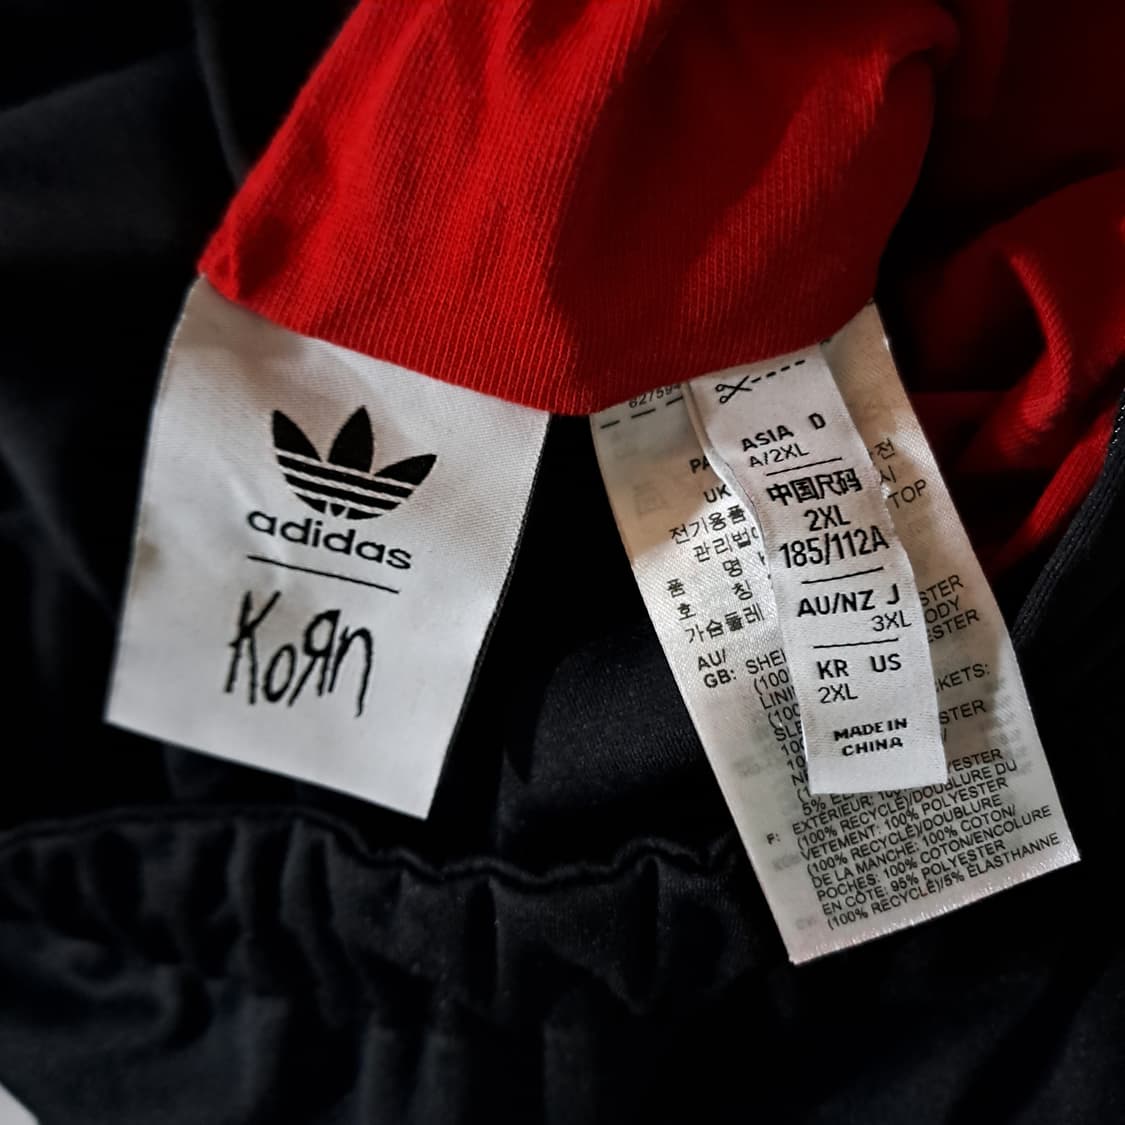 adidas
KoЯn
ASIA D
A/2XL
中国尺码
2XL
185/112A
AU/NZ J
3XL
KR US
2XL
MADE IN
CHINA
UK
TOP
전기용품
관리법
품 명
호 칭
가슴둘레
AU/
GB:
(100
EXTÉRIEUR:
F:
(100% RECYCLÉ)/DOUBLURE DU
VÊTEMENT: 100% POLYESTER
(100% RECYCLÉ)/DOUBLURE
DE LA MANCHE: 100% COTON/
POCHES: 100% COTON/ENCOLURE
EN CÔTE: 95% POLYESTER
(100% RECYCLÉ)/5% ÉLASTHANNE